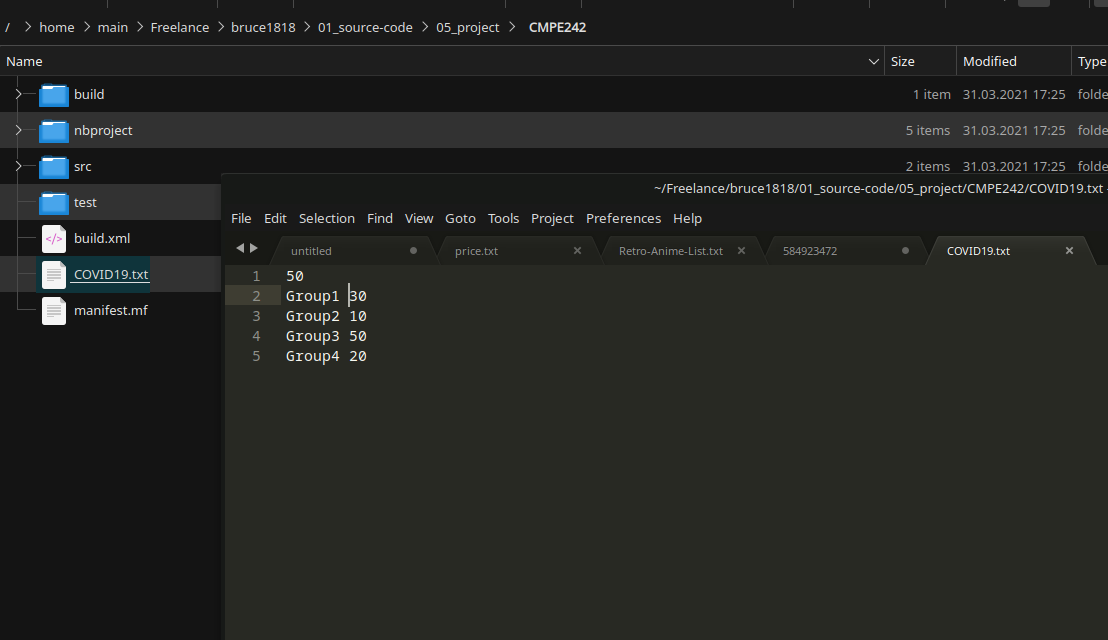 / > home > main > Freelance > bruce1818 > 01_source-code > 05_project > CMPE242
Name Size Modified Type
build 1 item 31.03.2021 17:25 folde
nbproject 5 items 31.03.2021 17:25 folde
src 2 items 31.03.2021 17:25 folde
test
build.xml
COVID19.txt
manifest.mf
~/Freelance/bruce1818/01_source-code/05_project/CMPE242/COVID19.txt -
File Edit Selection Find View Goto Tools Project Preferences Help
untitled price.txt Retro-Anime-List.txt 584923472 COVID19.txt
1 50
2 Group1 30
3 Group2 10
4 Group3 50
5 Group4 20